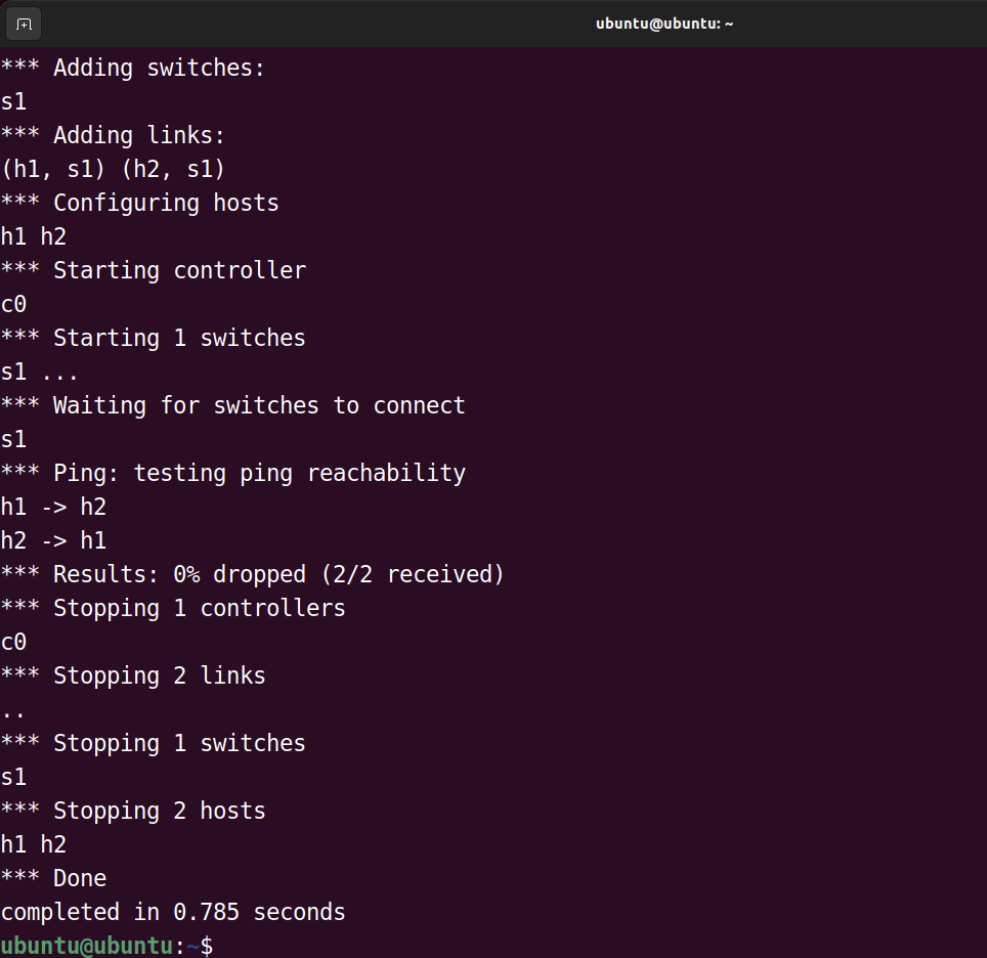 ubuntu@ubuntu: ~
*** Adding switches:
s1
*** Adding links:
(h1, s1) (h2, s1)
*** Configuring hosts
h1 h2
*** Starting controller
c0
*** Starting 1 switches
s1 ...
*** Waiting for switches to connect
s1
*** Ping: testing ping reachability
h1 -> h2
h2 -> h1
*** Results: 0% dropped (2/2 received)
*** Stopping 1 controllers
c0
*** Stopping 2 links
..
*** Stopping 1 switches
s1
*** Stopping 2 hosts
h1 h2
*** Done
completed in 0.785 seconds
ubuntu@ubuntu:~$